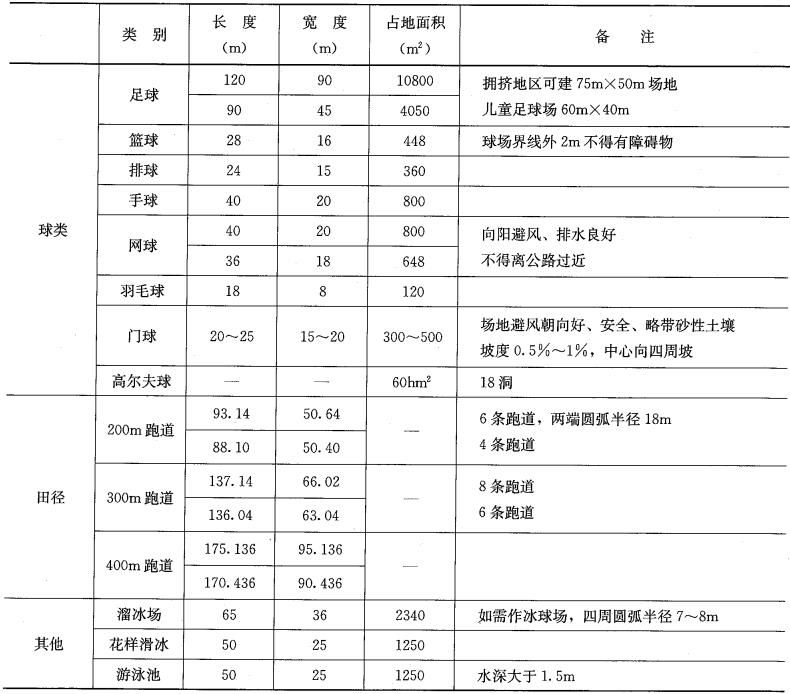 类 别 长 度 (m) 宽 度 (m) 占地面积 (m²) 备 注
球类
足球 120 90 10800 拥挤地区可建 75m×50m 场地
90 45 4050 儿童足球场 60m×40m
篮球 28 16 448 球场界线外 2m 不得有障碍物
排球 24 15 360
手球 40 20 800
网球 40 20 800 向阳避风、排水良好
36 18 648 不得离公路过近
羽毛球 18 8 120
门球 20～25 15～20 300～500 场地避风朝向好、安全、略带砂性土壤
坡度 0.5%～1%，中心向四周坡
高尔夫球 — — 60hm² 18 洞
田径
200m 跑道 93.14 50.64 — 6 条跑道，两端圆弧半径 18m
88.10 50.40 4 条跑道
300m 跑道 137.14 66.02 — 8 条跑道
136.04 63.04 6 条跑道
400m 跑道 175.136 95.136 —
170.436 90.436
其他
溜冰场 65 36 2340 如需作冰球场，四周圆弧半径 7～8m
花样滑冰 50 25 1250
游泳池 50 25 1250 水深大于 1.5m